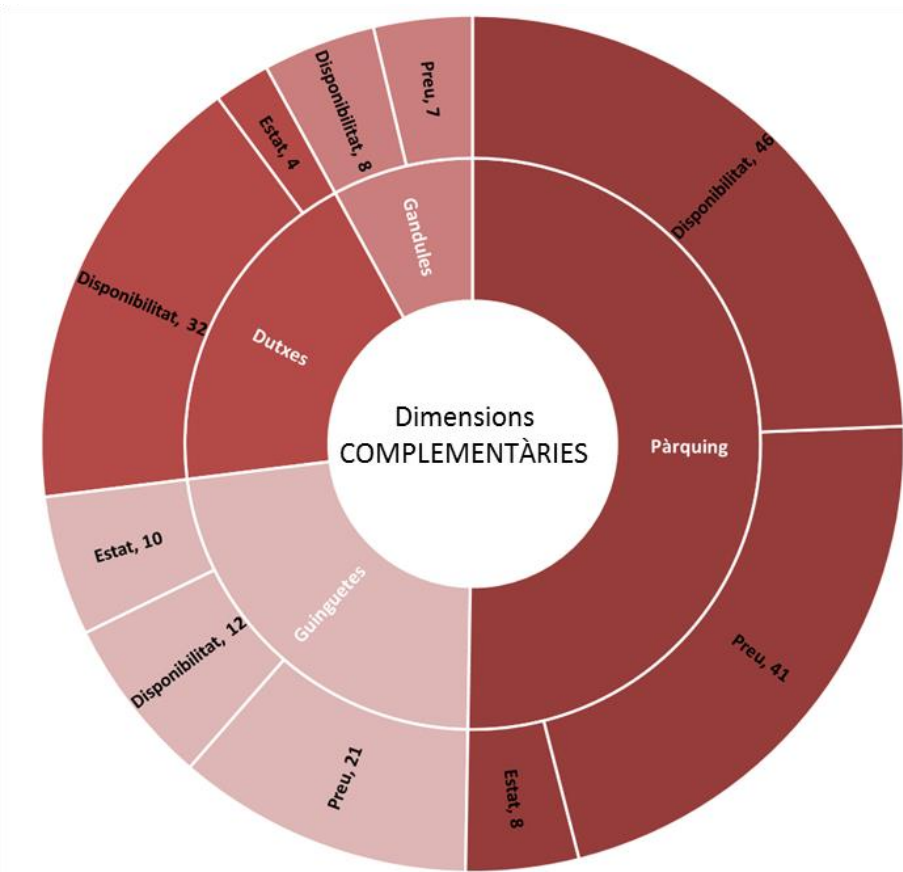 Dimensions
COMPLEMENTÀRIES
Pàrquing
Disponibilitat, 46
Preu, 41
Estat, 8
Guinguetes
Preu, 21
Disponibilitat, 12
Estat, 10
Dutxes
Disponibilitat, 32
Estat, 4
Gandules
Disponibilitat, 8
Preu, 7